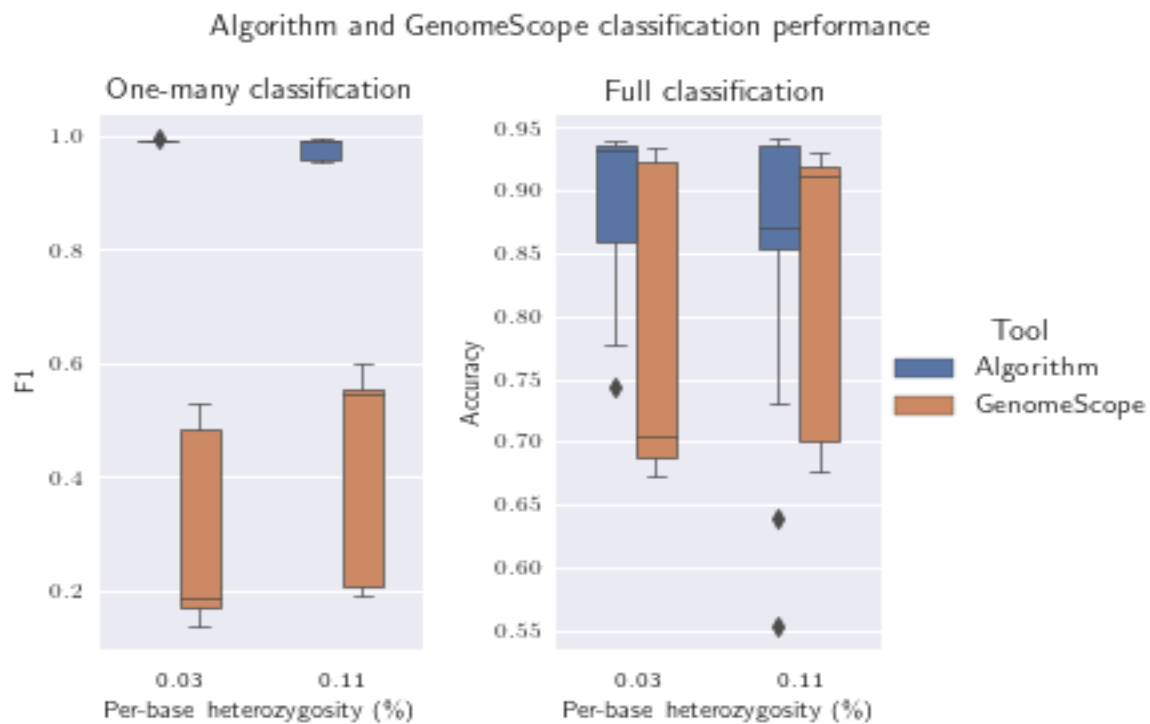 Algorithm and GenomeScope classification performance
One-many classification
1.0
0.8
0.6
0.4
0.2
F1
0.03 0.11
Per-base heterozygosity (%)
Full classification
0.95
0.90
0.85
0.80
0.75
0.70
0.65
0.60
0.55
Accuracy
0.03 0.11
Per-base heterozygosity (%)
Tool
Algorithm
GenomeScope